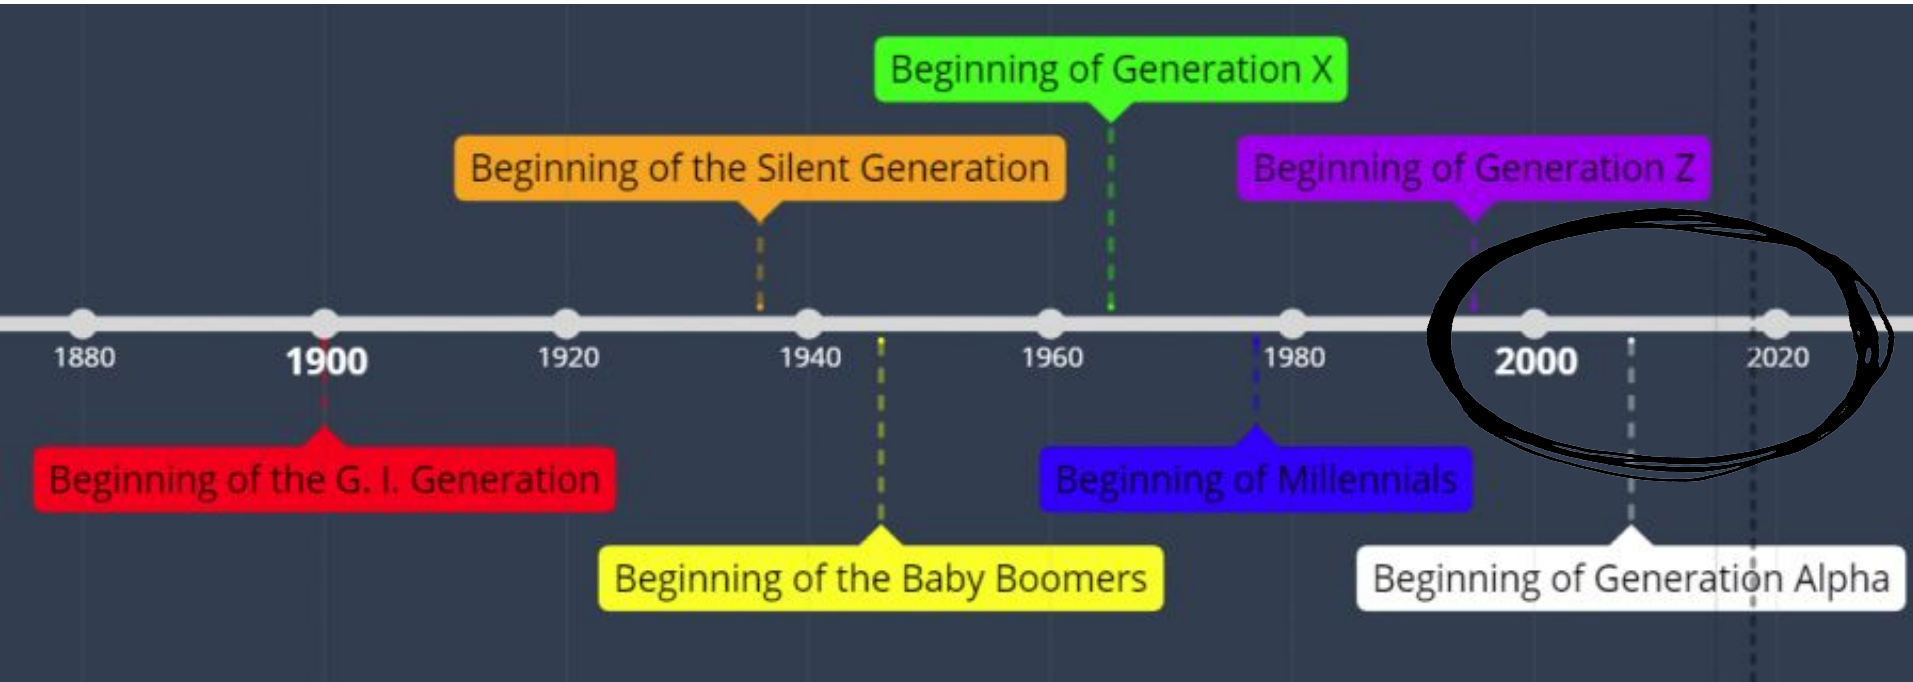 Beginning of Generation X
Beginning of the Silent Generation
Beginning of Generation Z
1880
1900
1920
1940
1960
1980
2000
2020
Beginning of the G. I. Generation
Beginning of Millennials
Beginning of the Baby Boomers
Beginning of Generation Alpha